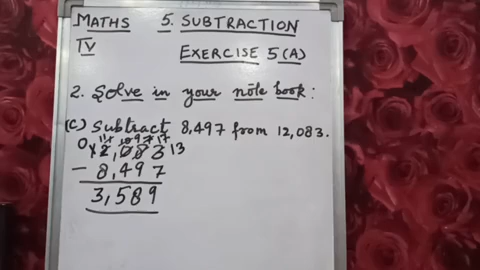 MATHS 5. SUBTRACTION
IV EXERCISE 5(A)
2. Solve in your note book:
(C) Subtract 8,497 from 12,083.
12,083 13
- 8,497
3,589